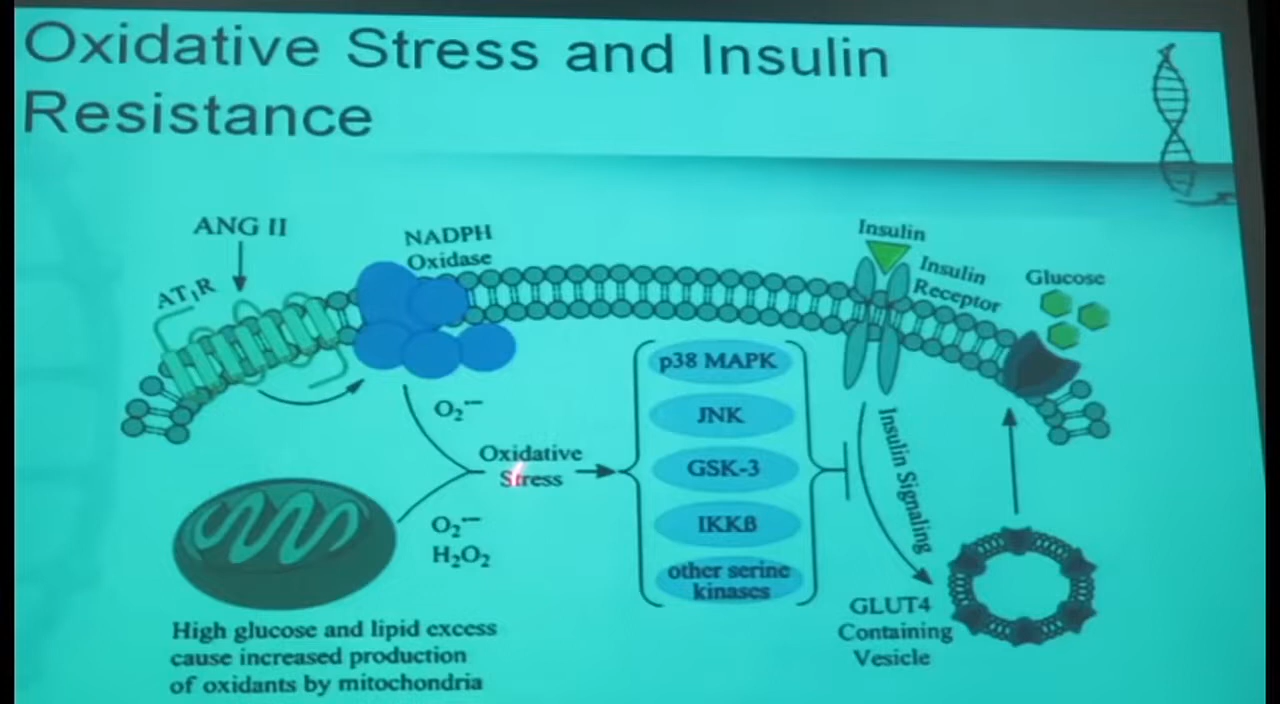 Oxidative Stress and Insulin
Resistance
ANG II
AT₁R
NADPH
Oxidase
Insulin
Insulin
Receptor
Glucose
O₂•−
Oxidative
Stress
O₂•−
H₂O₂
p38 MAPK
JNK
GSK-3
IKKB
other serine
kinases
Insulin Signaling
GLUT4
Containing
Vesicle
High glucose and lipid excess
cause increased production
of oxidants by mitochondria